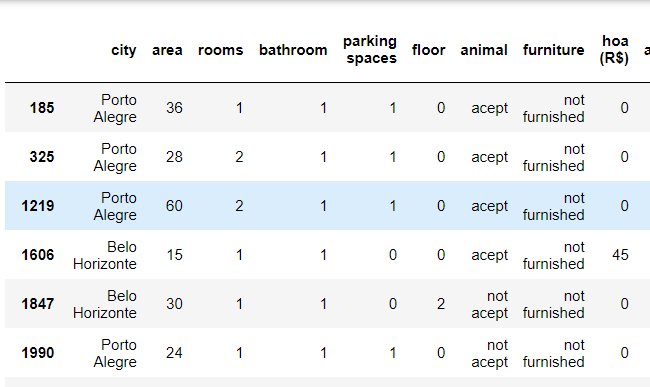 city area rooms bathroom parking spaces floor animal furniture hoa (R$) a
185 Porto Alegre 36 1 1 1 0 acept not furnished 0
325 Porto Alegre 28 2 1 1 0 acept not furnished 0
1219 Porto Alegre 60 2 1 1 0 acept not furnished 0
1606 Belo Horizonte 15 1 1 0 0 acept not furnished 45
1847 Belo Horizonte 30 1 1 0 2 not acept not furnished 0
1990 Porto Alegre 24 1 1 1 0 not acept not furnished 0